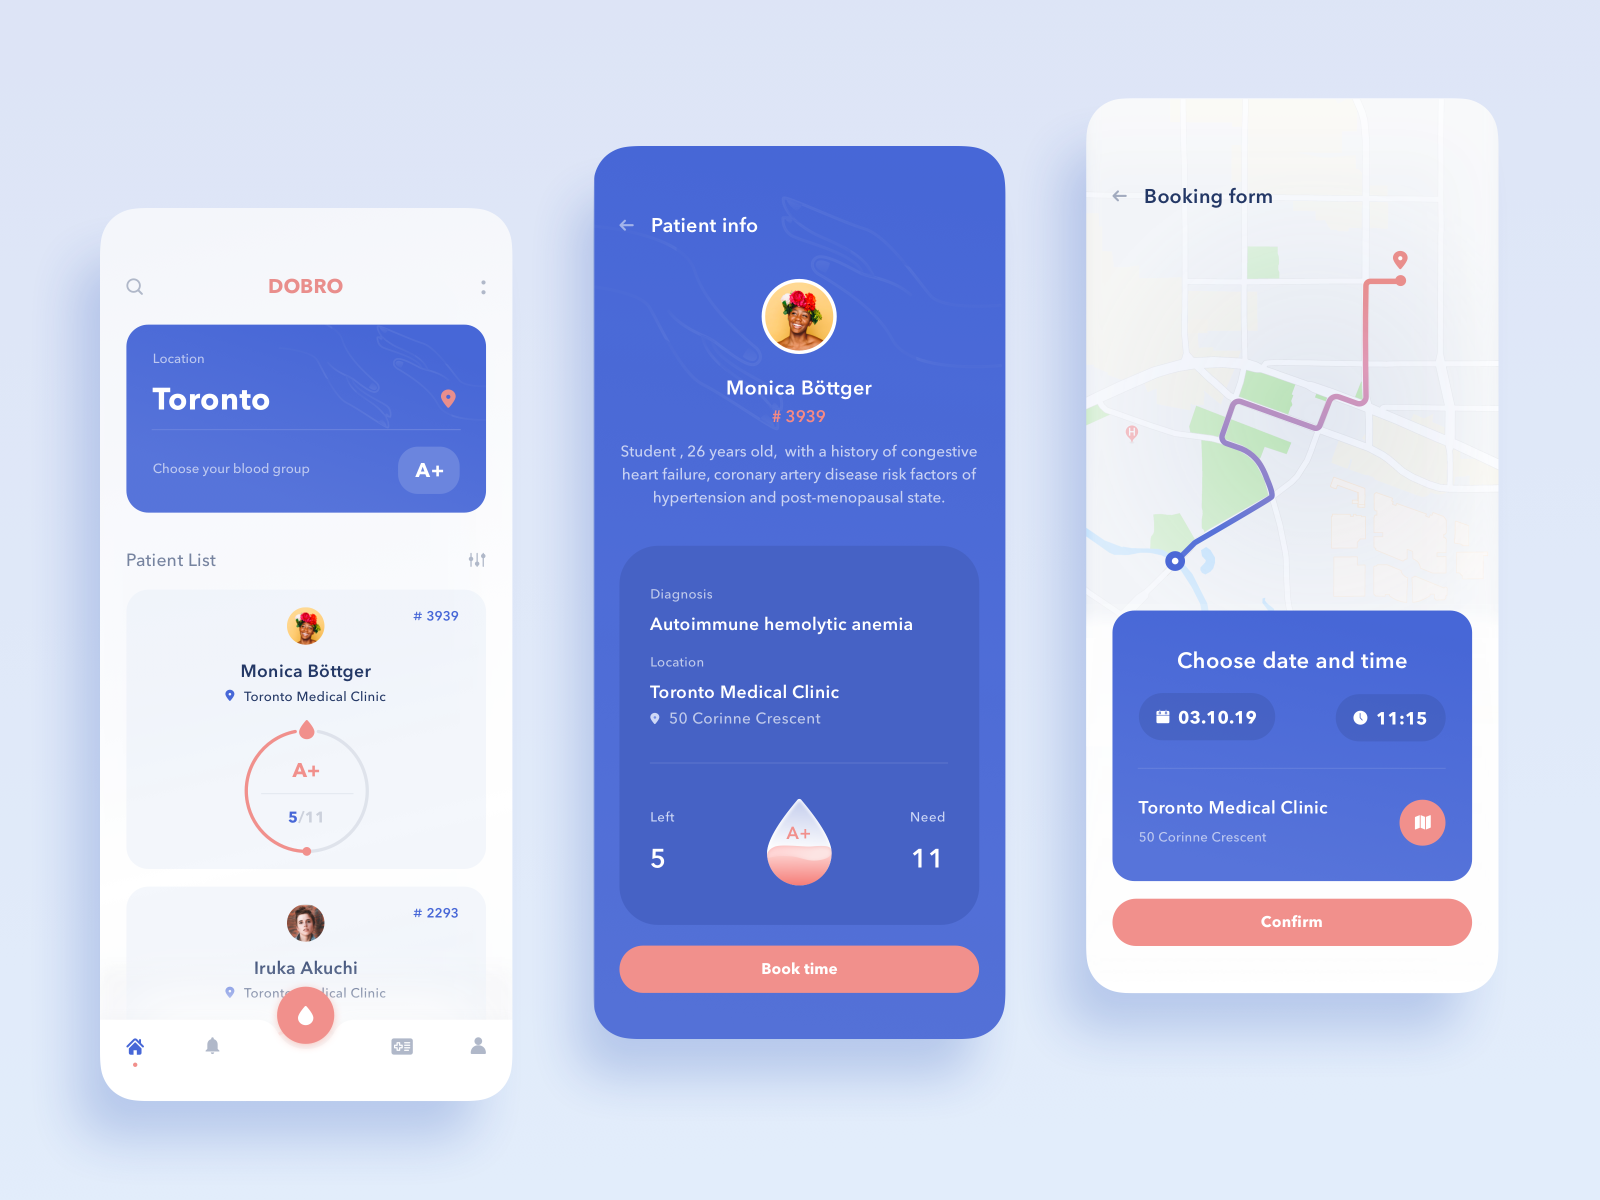 DOBRO
Location
Toronto
Choose your blood group
A+
Patient List
# 3939
Monica Böttger
Toronto Medical Clinic
A+
5/11
# 2293
Iruka Akuchi
Toronto Medical Clinic
Patient info
Monica Böttger
# 3939
Student , 26 years old,  with a history of congestive
heart failure, coronary artery disease risk factors of
hypertension and post-menopausal state.
Diagnosis
Autoimmune hemolytic anemia
Location
Toronto Medical Clinic
50 Corinne Crescent
Left
Need
A+
5
11
Book time
Booking form
H
Choose date and time
03.10.19
11:15
Toronto Medical Clinic
50 Corinne Crescent
Confirm